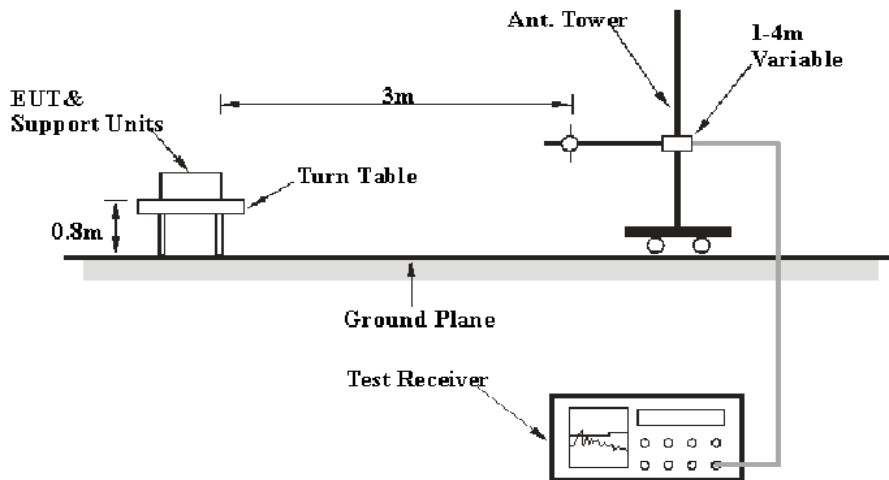 Ant. Tower
1-4m
Variable
3m
EUT &
Support Units
Turn Table
0.8m
Ground Plane
Test Receiver